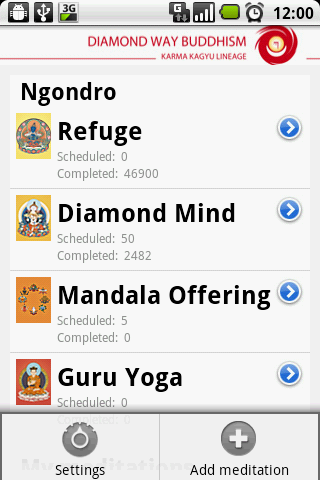 3G
12:00
DIAMOND WAY BUDDHISM
KARMA KAGYU LINEAGE
Ngondro
Refuge
Scheduled: 0
Completed: 46900
Diamond Mind
Scheduled: 50
Completed: 2482
Mandala Offering
Scheduled: 5
Completed: 0
Guru Yoga
Scheduled: 0
Completed: 0
Settings
Add meditation